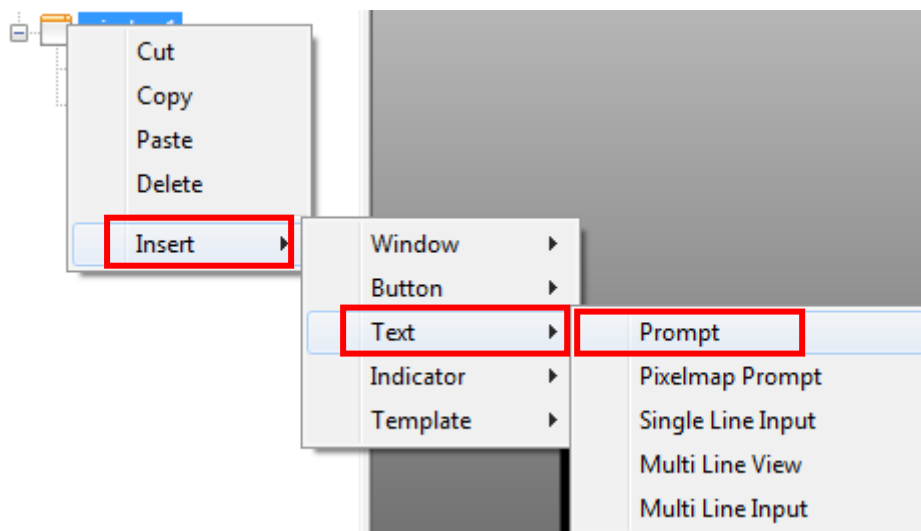 Cut
Copy
Paste
Delete
Insert
Window
Button
Text
Indicator
Template
Prompt
Pixelmap Prompt
Single Line Input
Multi Line View
Multi Line Input